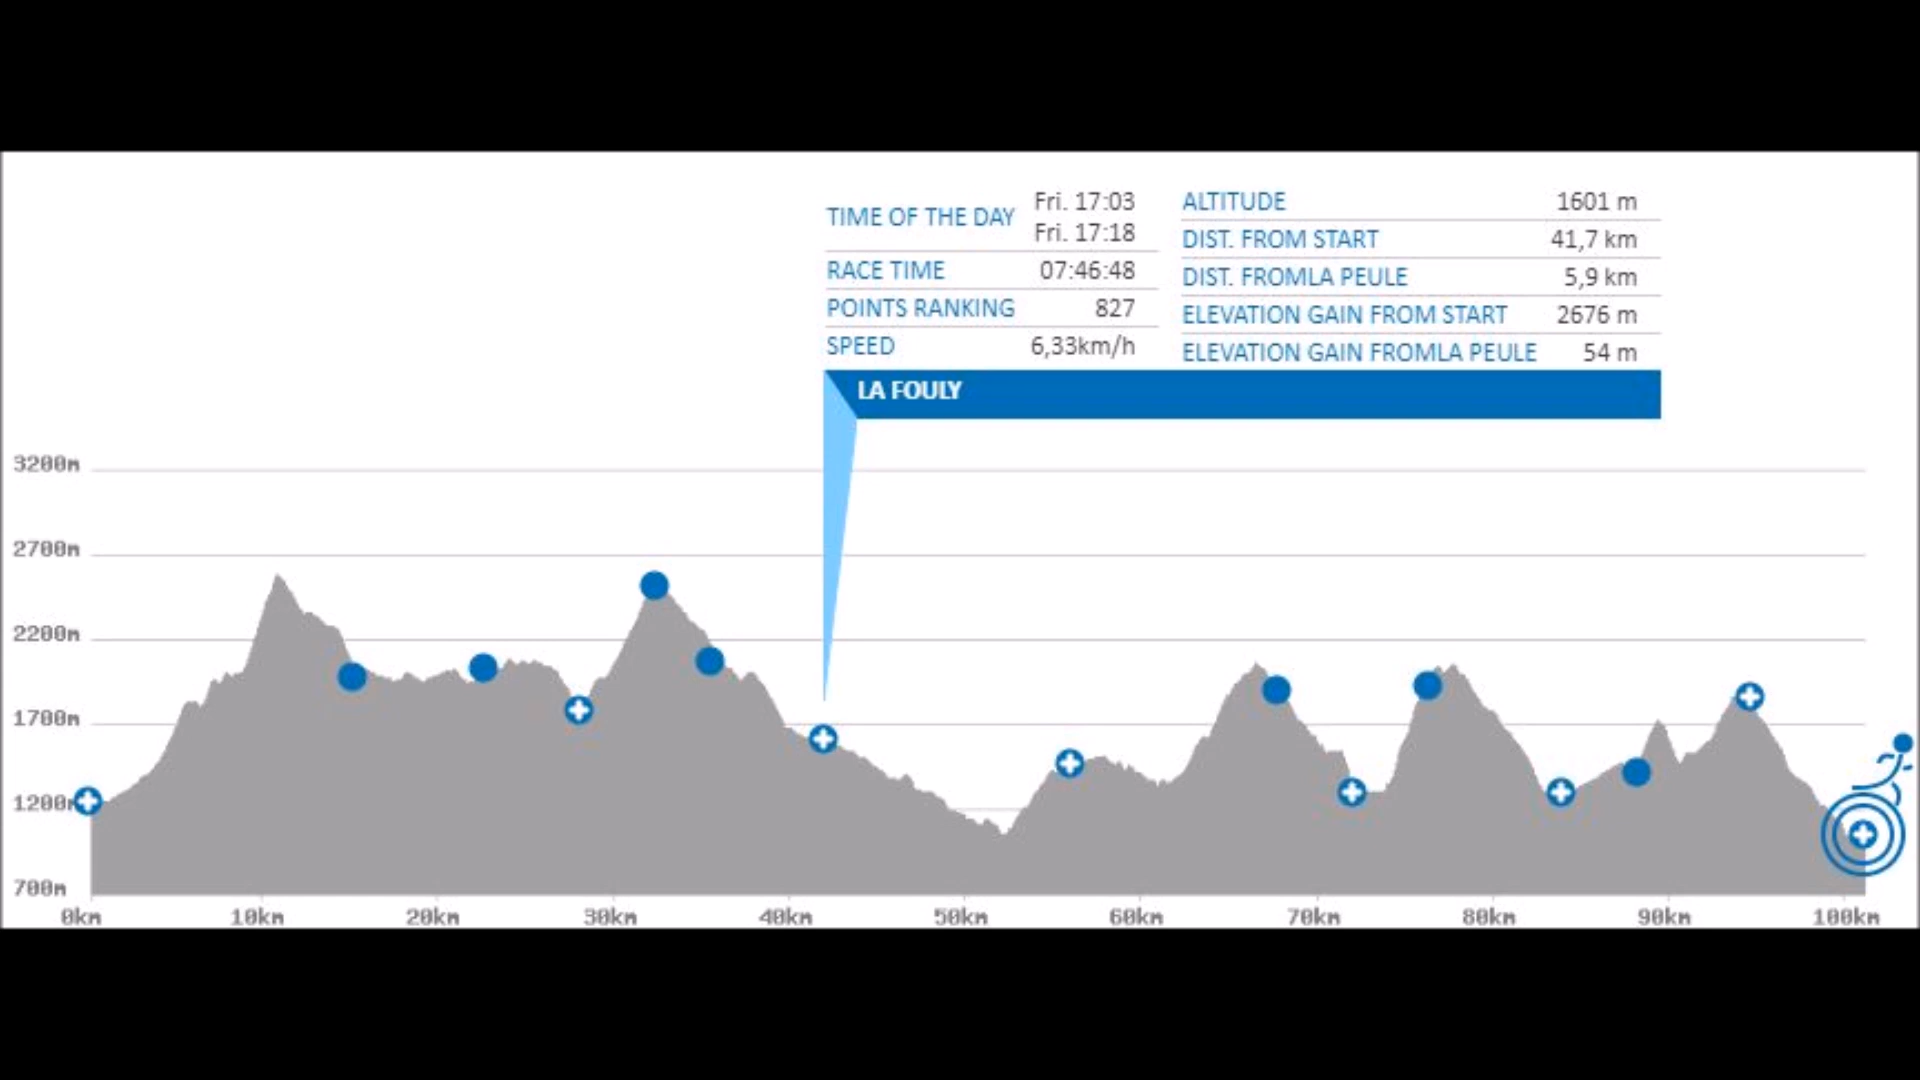 TIME OF THE DAY Fri. 17:03
Fri. 17:18
RACE TIME 07:46:48
POINTS RANKING 827
SPEED 6,33km/h
ALTITUDE 1601 m
DIST. FROM START 41,7 km
DIST. FROMLA PEULE 5,9 km
ELEVATION GAIN FROM START 2676 m
ELEVATION GAIN FROMLA PEULE 54 m
LA FOULY
3200m
2700m
2200m
1700m
1200m
700m
0km 10km 20km 30km 40km 50km 60km 70km 80km 90km 100km